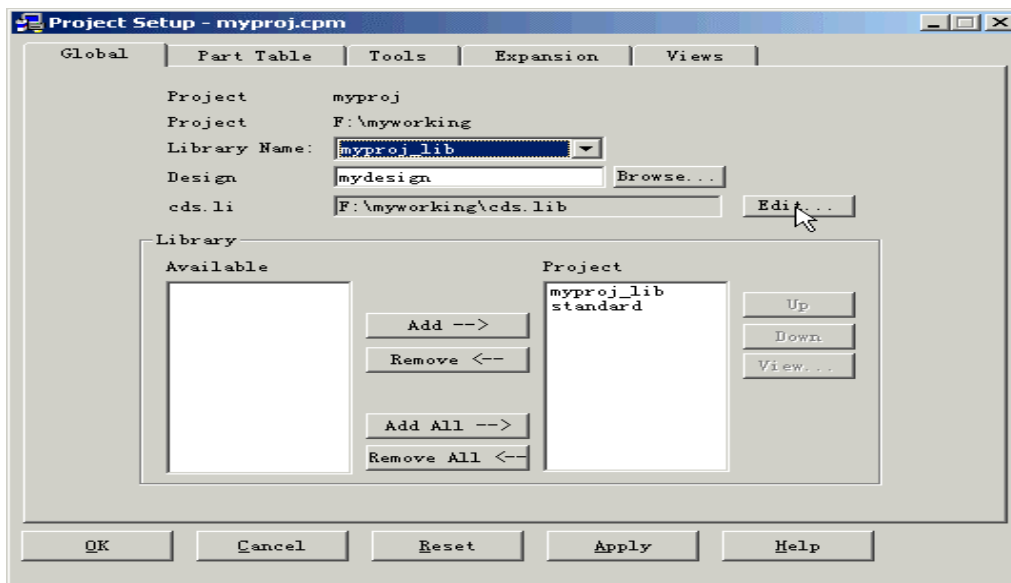 Project Setup - myproj.cpm
Global Part Table Tools Expansion Views
Project myproj
Project F:\myworking
Library Name: myproj_lib
Design mydesign Browse...
cds.li F:\myworking\cds.lib Edit...
Library
Available Project
myproj_lib
standard
Up
Add -->
Down
Remove <--
View...
Add All -->
Remove All <--
OK Cancel Reset Apply Help